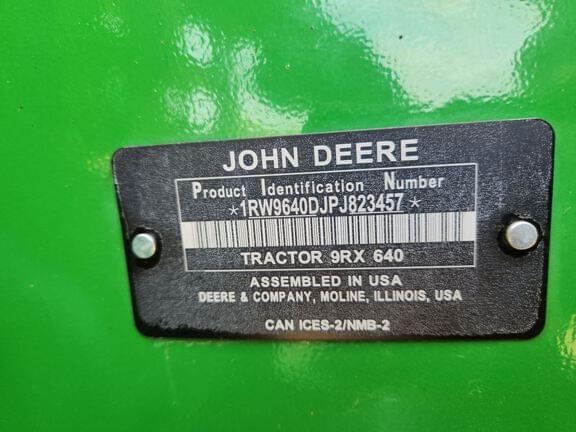 JOHN DEERE
Product Identification Number
*1RW9640DJPJ823457*
TRACTOR 9RX 640
ASSEMBLED IN USA
DEERE & COMPANY, MOLINE, ILLINOIS, USA
CAN ICES-2/NMB-2